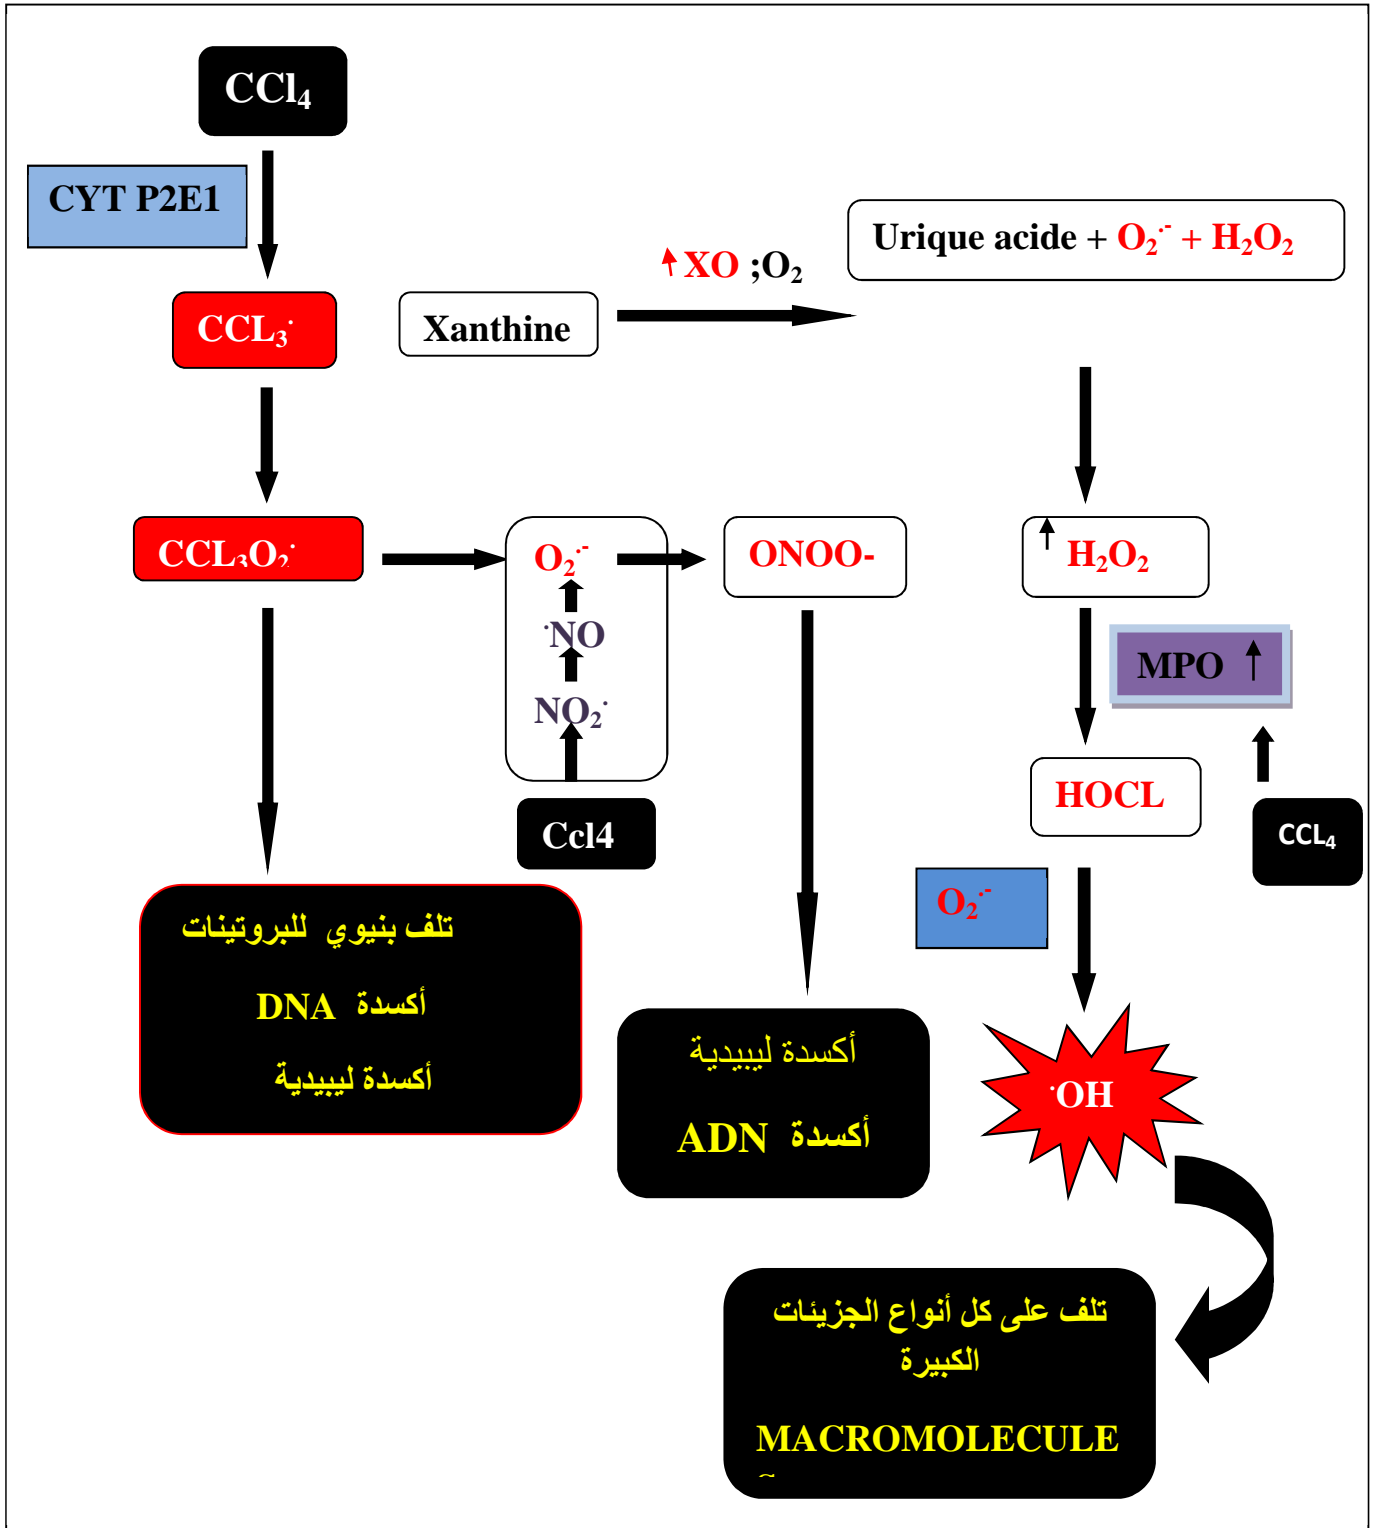 CCl₄
CYT P2E1
Urique acide + O₂·⁻ + H₂O₂
XO ;O₂
CCL₃·
Xanthine
CCL₃O₂·
O₂·⁻
ONOO-
H₂O₂
·NO
MPO
NO₂·
HOCL
Ccl4
CCL₄
O₂·⁻
تلف بنيوي للبروتينات
أكسدة DNA
أكسدة ليبيدية
أكسدة ليبيدية
أكسدة ADN
·OH
تلف على كل أنواع الجزيئات
الكبيرة
MACROMOLECULE